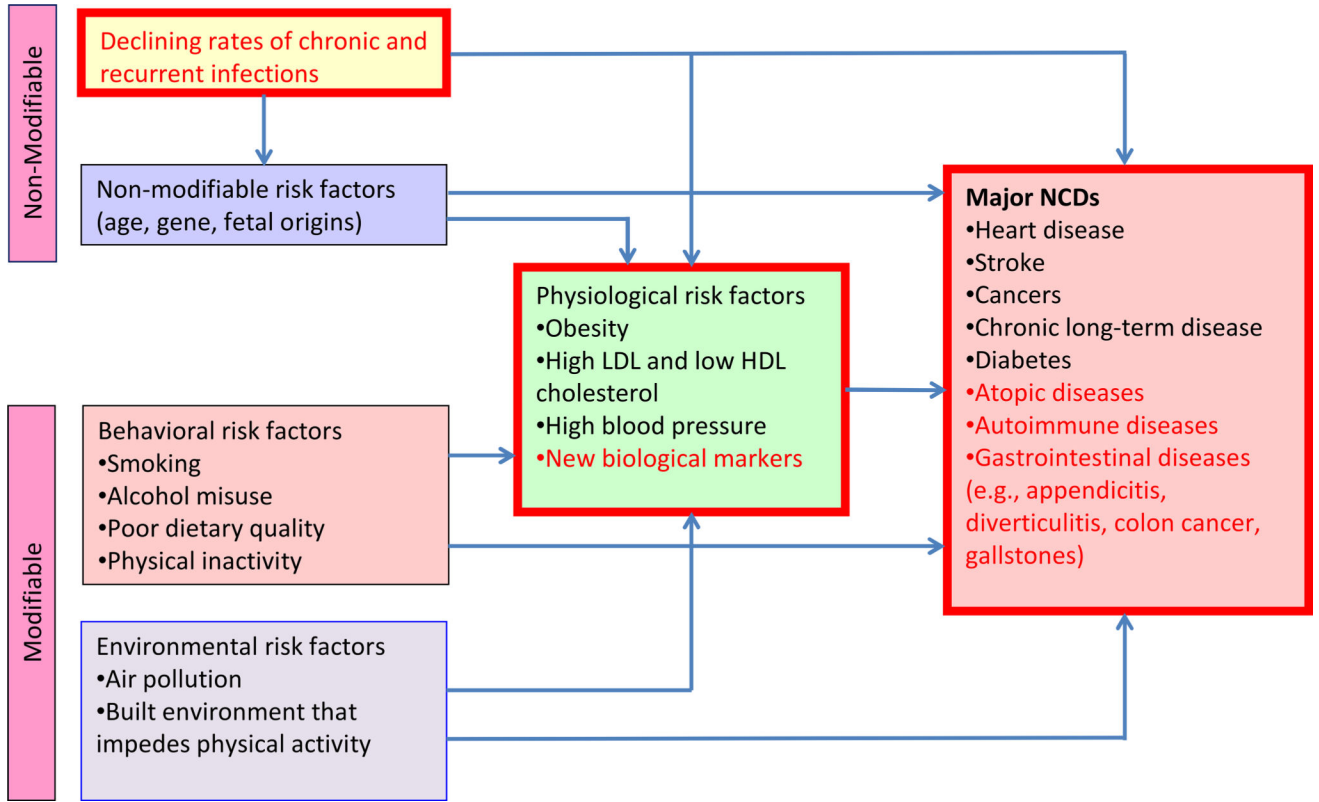 Non-Modifiable
Declining rates of chronic and
recurrent infections
Non-modifiable risk factors
(age, gene, fetal origins)
Physiological risk factors
•Obesity
•High LDL and low HDL
cholesterol
•High blood pressure
•New biological markers
Major NCDs
•Heart disease
•Stroke
•Cancers
•Chronic long-term disease
•Diabetes
•Atopic diseases
•Autoimmune diseases
•Gastrointestinal diseases
(e.g., appendicitis,
diverticulitis, colon cancer,
gallstones)
Modifiable
Behavioral risk factors
•Smoking
•Alcohol misuse
•Poor dietary quality
•Physical inactivity
Environmental risk factors
•Air pollution
•Built environment that
impedes physical activity